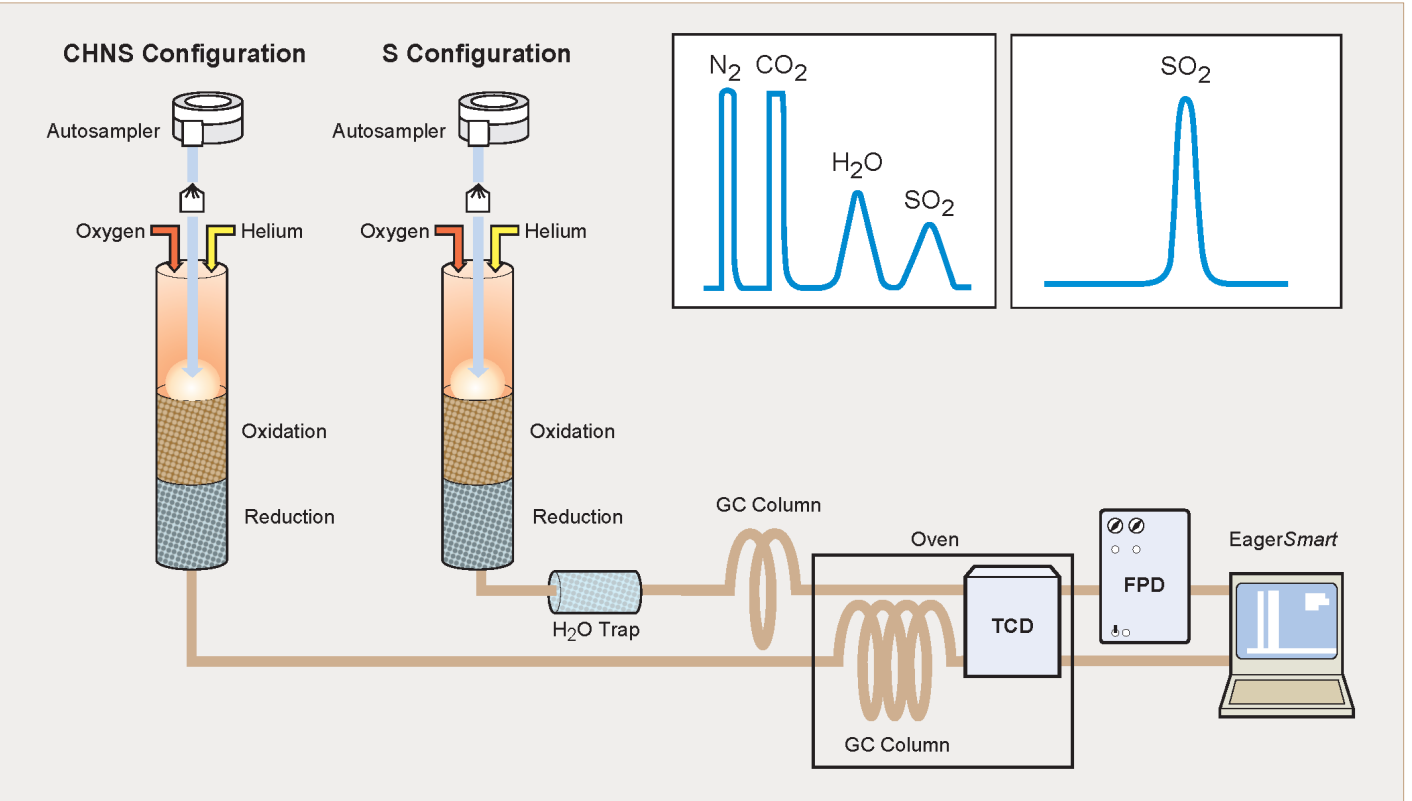 CHNS Configuration
S Configuration
Autosampler
Autosampler
Oxygen
Helium
Oxygen
Helium
Oxidation
Oxidation
Reduction
Reduction
N2 CO2
H2O
SO2
SO2
GC Column
H2O Trap
Oven
GC Column
TCD
FPD
EagerSmart